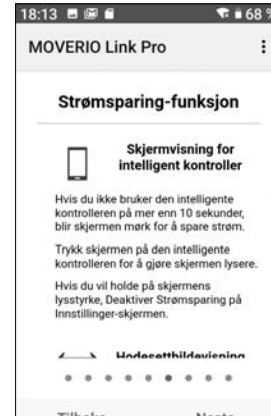 18:13 68 %
MOVERIO Link Pro
Strømsparing-funksjon
Skjermvisning for
intelligent kontroller
Hvis du ikke bruker den intelligente
kontrolleren på mer enn 10 sekunder,
blir skjermen mørk for å spare strøm.
Trykk skjermen på den intelligente
kontrolleren for å gjøre skjermen lysere.
Hvis du vil holde på skjermens
lysstyrke, Deaktiver Strømsparing på
Innstillinger-skjermen.
Hodesettbildevisning
Tilbake Neste